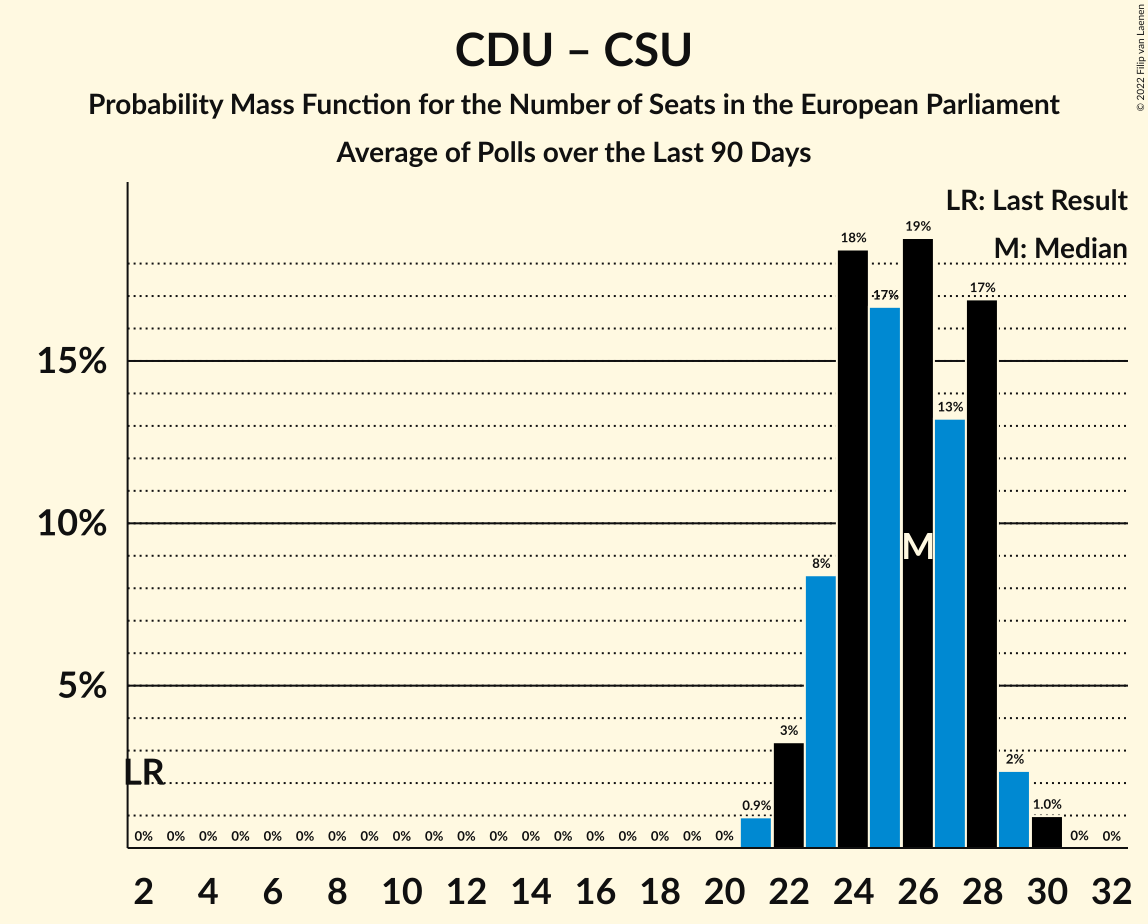 CDU – CSU
Probability Mass Function for the Number of Seats in the European Parliament
Average of Polls over the Last 90 Days
© 2022 Filip van Laenen
LR: Last Result
M: Median
15%
10%
5%
LR
M
0% 0% 0% 0% 0% 0% 0% 0% 0% 0% 0% 0% 0% 0% 0% 0% 0% 0% 0% 0.9% 3% 8% 18% 17% 19% 13% 17% 2% 1.0% 0% 0%
2 4 6 8 10 12 14 16 18 20 22 24 26 28 30 32